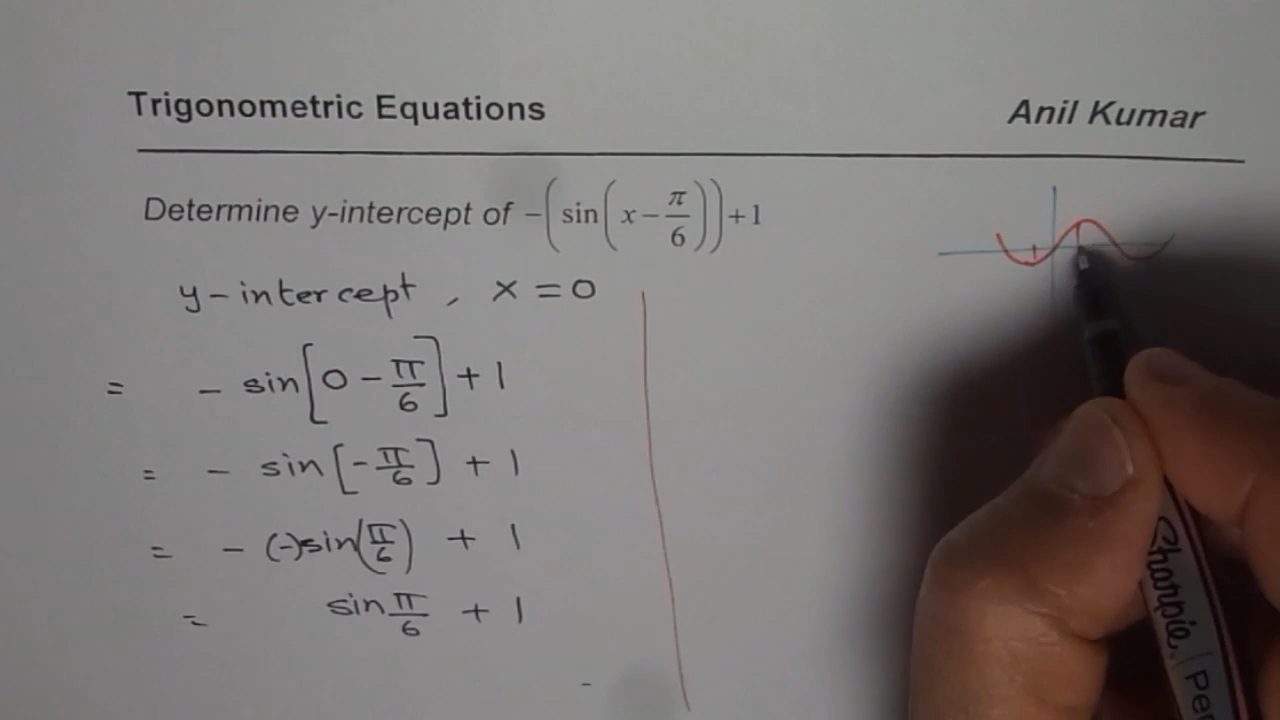 Trigonometric Equations Anil Kumar
Determine y-intercept of -(sin(x - π/6)) + 1
y-intercept, x = 0
= - sin[0 - π/6] + 1
= - sin[-π/6] + 1
= - (-)sin(π/6) + 1
= sin π/6 + 1
Sharpie